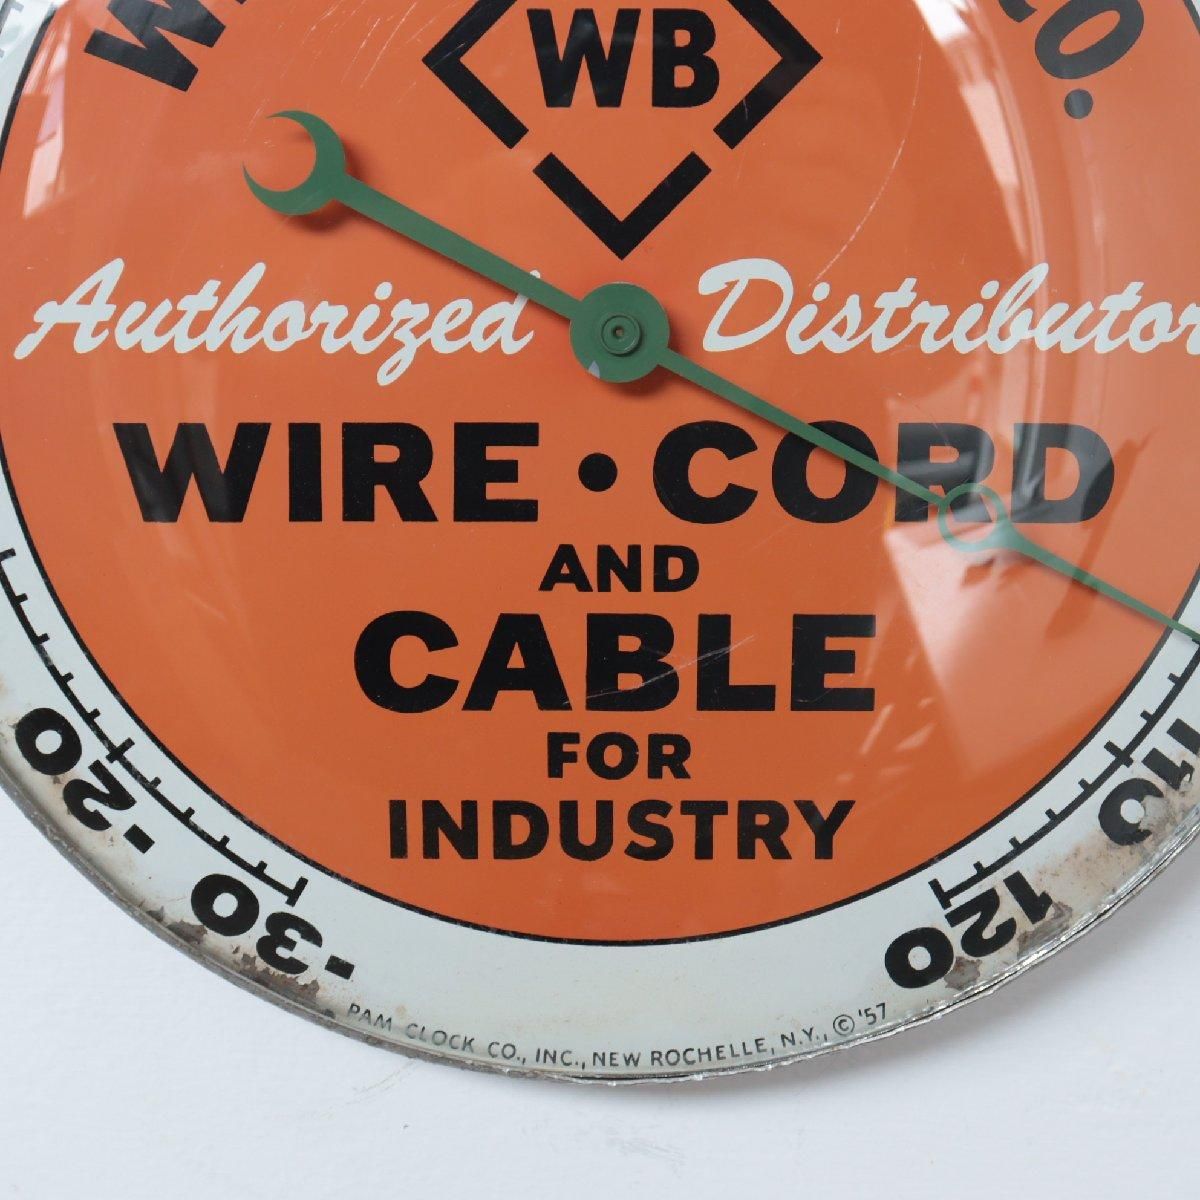 CO.
WB
Authorized Distributor
WIRE • CORD
AND
CABLE
FOR
INDUSTRY
-20
-30
110
120
PAM CLOCK CO., INC., NEW ROCHELLE, N.Y., © '57